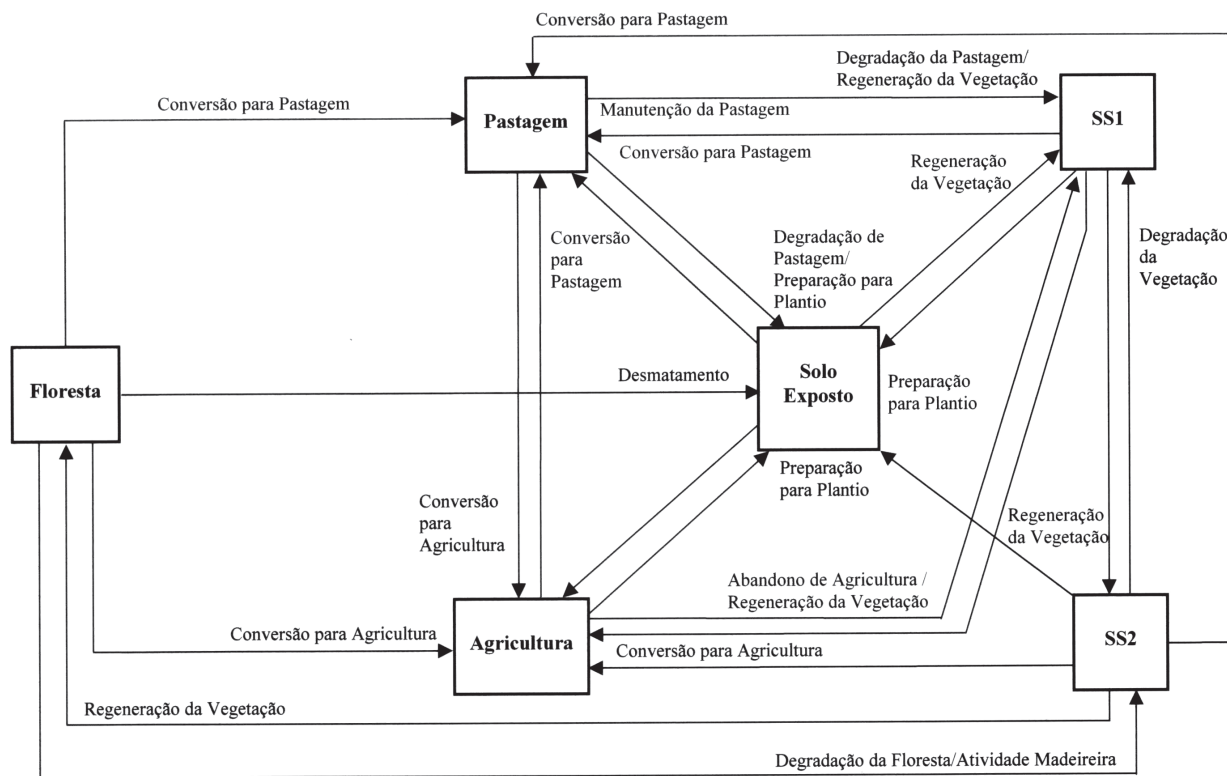 Conversão para Pastagem
Degradação da Pastagem/
Regeneração da Vegetação
Conversão para Pastagem
Pastagem
Manutenção da Pastagem
SS1
Conversão para Pastagem
Regeneração
da Vegetação
Conversão
para
Pastagem
Degradação de
Pastagem/
Preparação para
Plantio
Degradação
da
Vegetação
Floresta
Desmatamento
Solo
Exposto
Preparação
para Plantio
Preparação
para Plantio
Conversão
para
Agricultura
Regeneração
da Vegetação
Abandono de Agricultura /
Regeneração da Vegetação
Conversão para Agricultura
Agricultura
Conversão para Agricultura
SS2
Regeneração da Vegetação
Degradação da Floresta/Atividade Madeireira